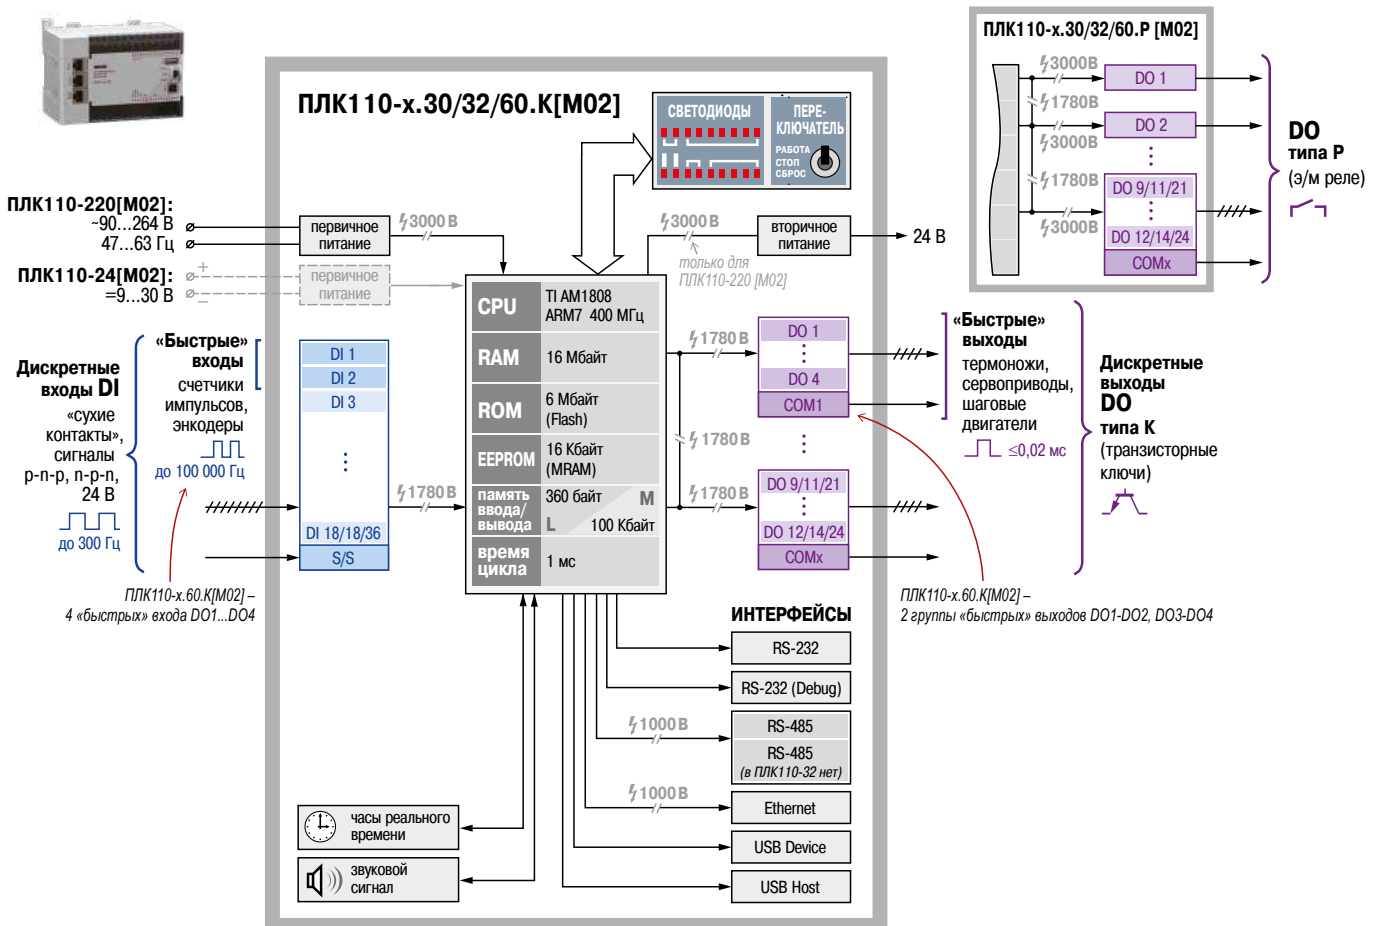 ПЛК110-х.30/32/60.К[М02]
СВЕТОДИОДЫ
ПЕРЕ-
КЛЮЧАТЕЛЬ
РАБОТА
СТОП
СБРОС
ПЛК110-х.30/32/60.Р [М02]
3000В
DO 1
1780В
DO 2
3000В
1780В
DO 9/11/21
3000В
DO 12/14/24
COMx
DO
типа Р
(э/м реле)
ПЛК110-220[М02]:
~90...264 В
47...63 Гц
первичное
питание
3000 В
ПЛК110-24[М02]:
=9...30 В
+
–
первичное
питание
3000 В
вторичное
питание
24 В
только для
ПЛК110-220 [М02]
CPU
TI AM1808
ARM7 400 МГц
RAM
16 Мбайт
ROM
6 Мбайт
(Flash)
EEPROM
16 Кбайт
(MRAM)
память
ввода/
вывода
360 байт
M
L
100 Кбайт
время
цикла
1 мс
Дискретные
входы DI
«сухие
контакты»,
сигналы
p-n-p, n-p-n,
24 В
до 300 Гц
«Быстрые»
входы
счетчики
импульсов,
энкодеры
до 100 000 Гц
DI 1
DI 2
DI 3
DI 18/18/36
S/S
1780 В
ПЛК110-х.60.К[М02] –
4 «быстрых» входа DO1...DO4
1780 В
DO 1
DO 4
COM1
1780 В
1780 В
DO 9/11/21
DO 12/14/24
COMx
«Быстрые»
выходы
термоножи,
сервоприводы,
шаговые
двигатели
≤0,02 мс
Дискретные
выходы
DO
типа К
(транзисторные
ключи)
ПЛК110-х.60.К[М02] –
2 группы «быстрых» выходов DO1-DO2, DO3-DO4
ИНТЕРФЕЙСЫ
RS-232
RS-232 (Debug)
1000 В
RS-485
RS-485
(в ПЛК110-32 нет)
1000 В
Ethernet
USB Device
USB Host
часы реального
времени
звуковой
сигнал